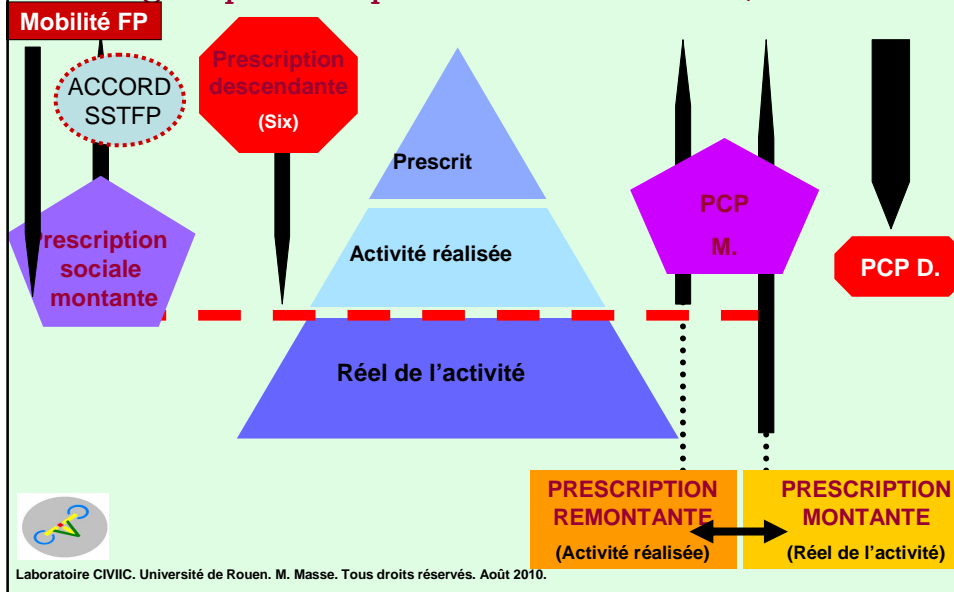 Mobilité FP
ACCORD
SSTFP
Prescription
descendante
(Six)
Prescrit
Activité réalisée
Réel de l’activité
Prescription
sociale
montante
PCP
M.
PCP D.
PRESCRIPTION
REMONTANTE
(Activité réalisée)
PRESCRIPTION
MONTANTE
(Réel de l’activité)
Laboratoire CIVIIC. Université de Rouen. M. Masse. Tous droits réservés. Août 2010.